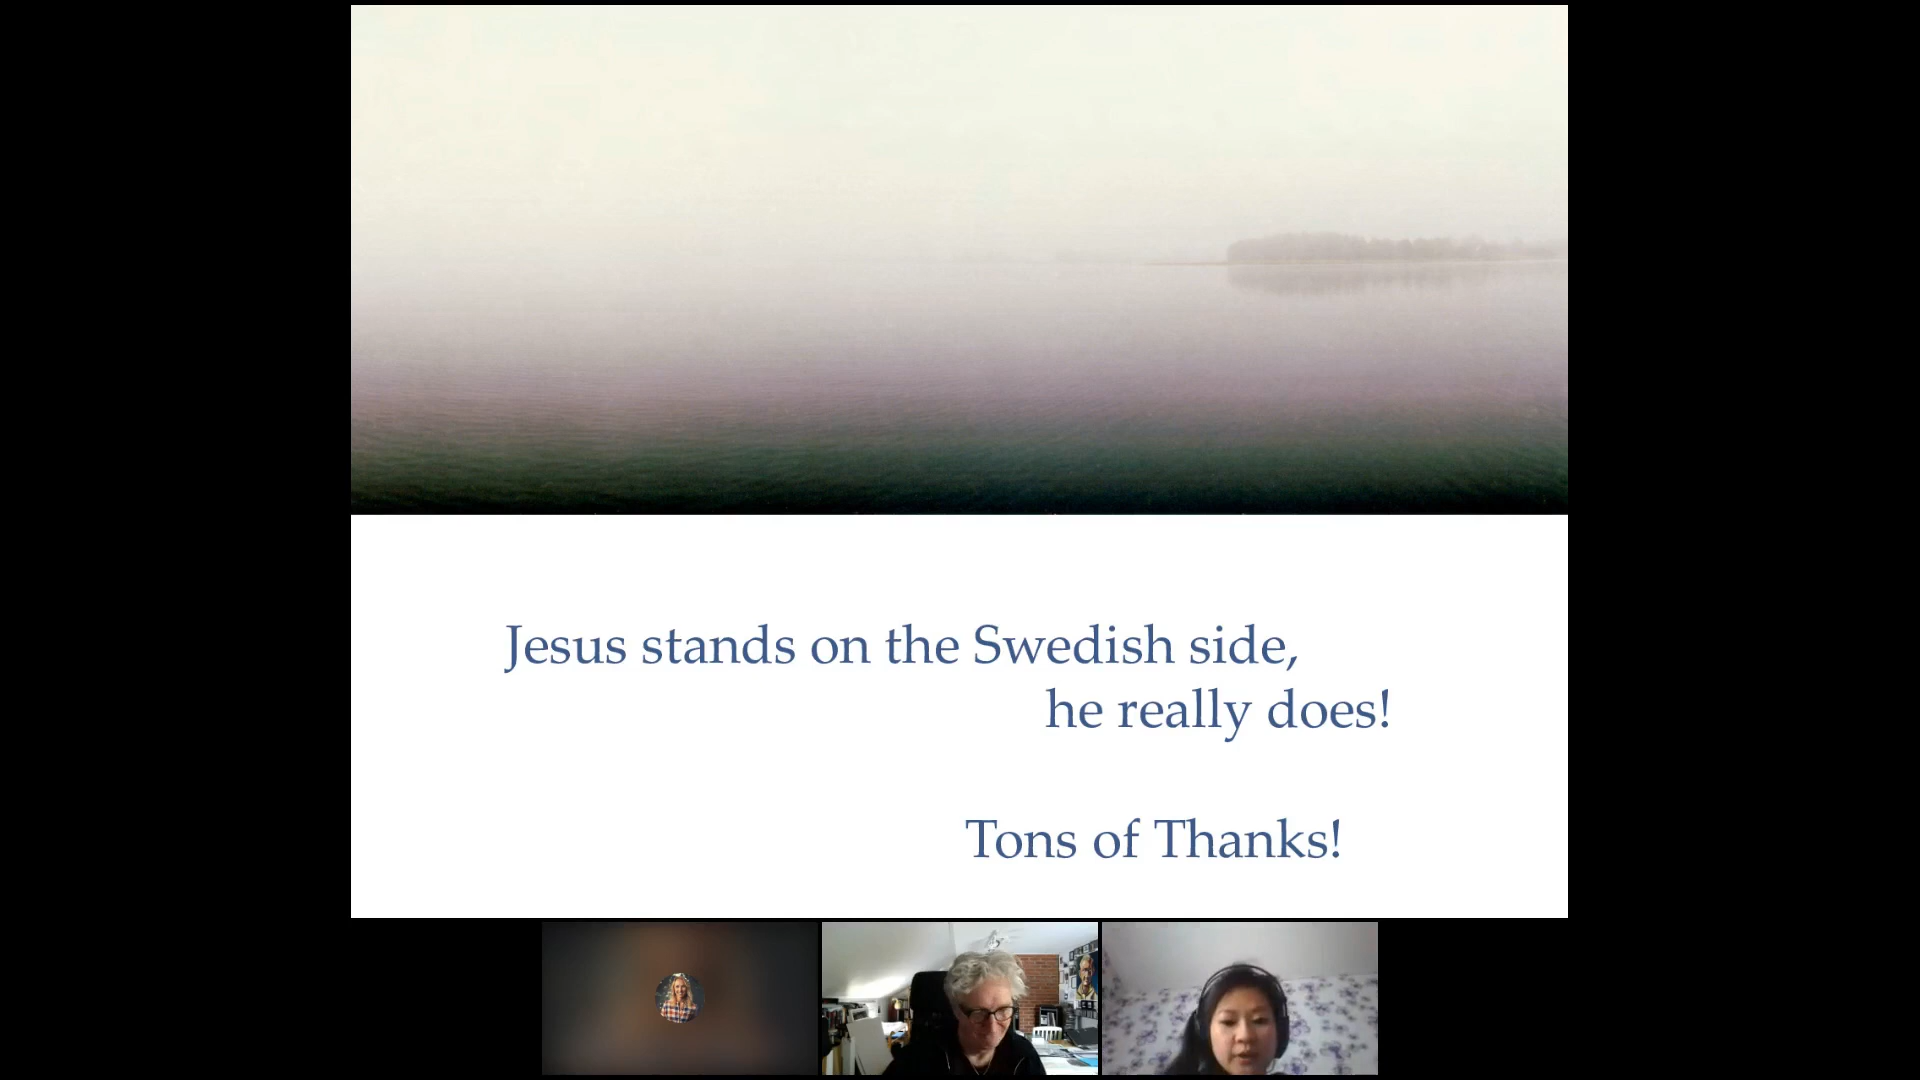 Jesus stands on the Swedish side,
he really does!
Tons of Thanks!